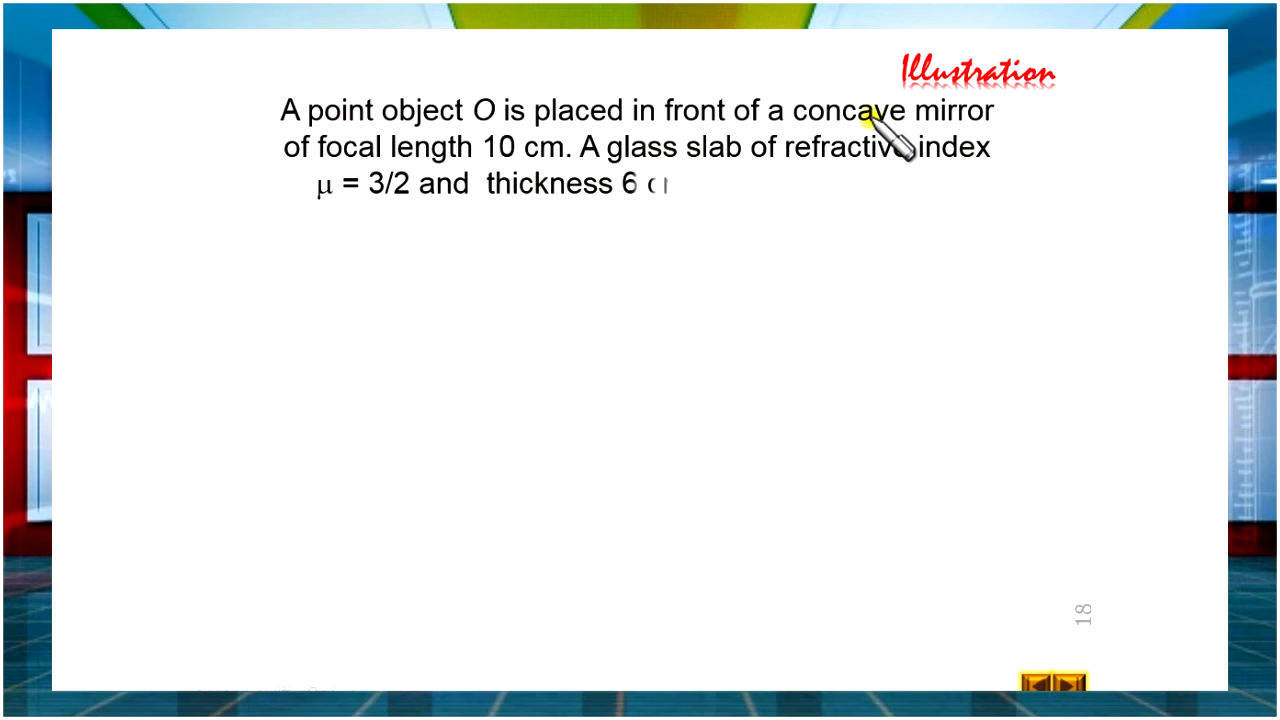 Illustration
A point object O is placed in front of a concave mirror
of focal length 10 cm. A glass slab of refractive index
μ = 3/2 and thickness 6
18